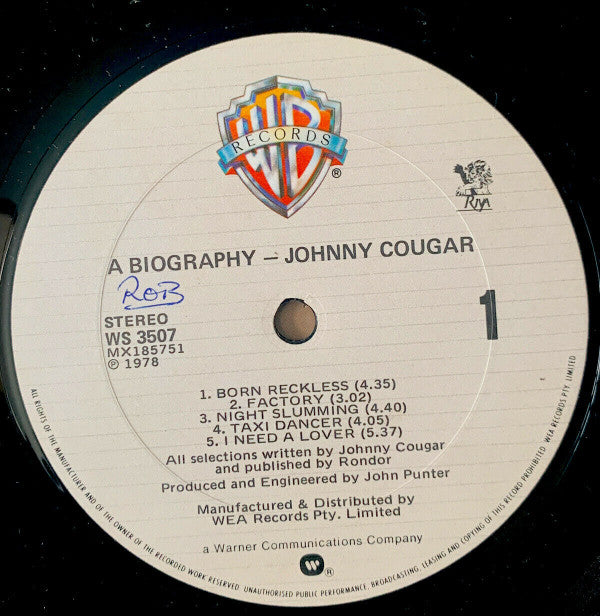 WB
RECORDS
®
RIVA
A BIOGRAPHY – JOHNNY COUGAR
ROB
STEREO
WS 3507
MX185751
℗ 1978
1
1. BORN RECKLESS (4.35)
2. FACTORY (3.02)
3. NIGHT SLUMMING (4.40)
4. TAXI DANCER (4.05)
5. I NEED A LOVER (5.37)
All selections written by Johnny Cougar
and published by Rondor
Produced and Engineered by John Punter
Manufactured & Distributed by
WEA Records Pty. Limited
a Warner Communications Company
W ®
ALL RIGHTS OF THE MANUFACTURER AND OF THE OWNER OF THE RECORDED WORK RESERVED. UNAUTHORISED PUBLIC PERFORMANCE, BROADCASTING, LEASING AND COPYING OF THIS RECORD PROHIBITED. WEA RECORDS PTY. LIMITED